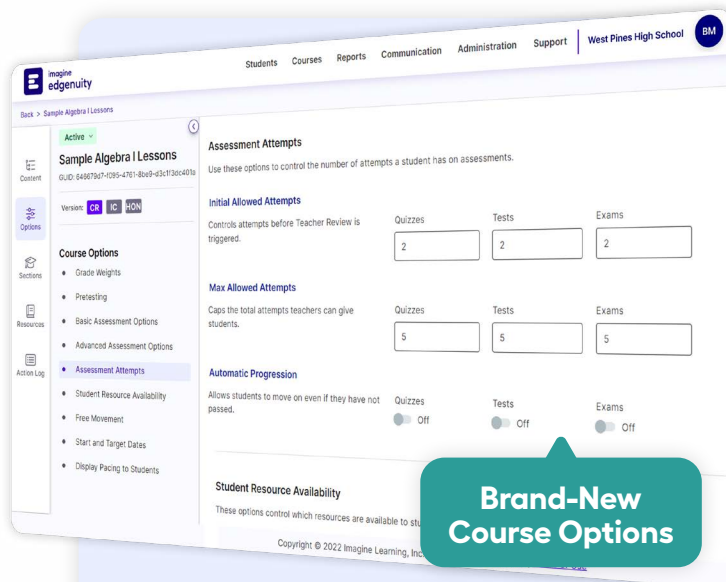 imagine
edgenuity
Students Courses Reports Communication Administration Support West Pines High School BM
Back > Sample Algebra I Lessons
Content
Options
Sections
Resources
Action Log
Active
Sample Algebra I Lessons
GUID: 646679d7-f095-4761-8be9-d3c1f3dc401a
Version: CR IC HON
Course Options
Grade Weights
Pretesting
Basic Assessment Options
Advanced Assessment Options
Assessment Attempts
Student Resource Availability
Free Movement
Start and Target Dates
Display Pacing to Students
Assessment Attempts
Use these options to control the number of attempts a student has on assessments.
Initial Allowed Attempts
Controls attempts before Teacher Review is
triggered.
Quizzes Tests Exams
2 2 2
Max Allowed Attempts
Caps the total attempts teachers can give
students.
Quizzes Tests Exams
5 5 5
Automatic Progression
Allows students to move on even if they have not
passed.
Quizzes Tests Exams
Off Off Off
Student Resource Availability
These options control which resources are available to
Copyright © 2022 Imagine Learning, Inc.
Brand-New
Course Options